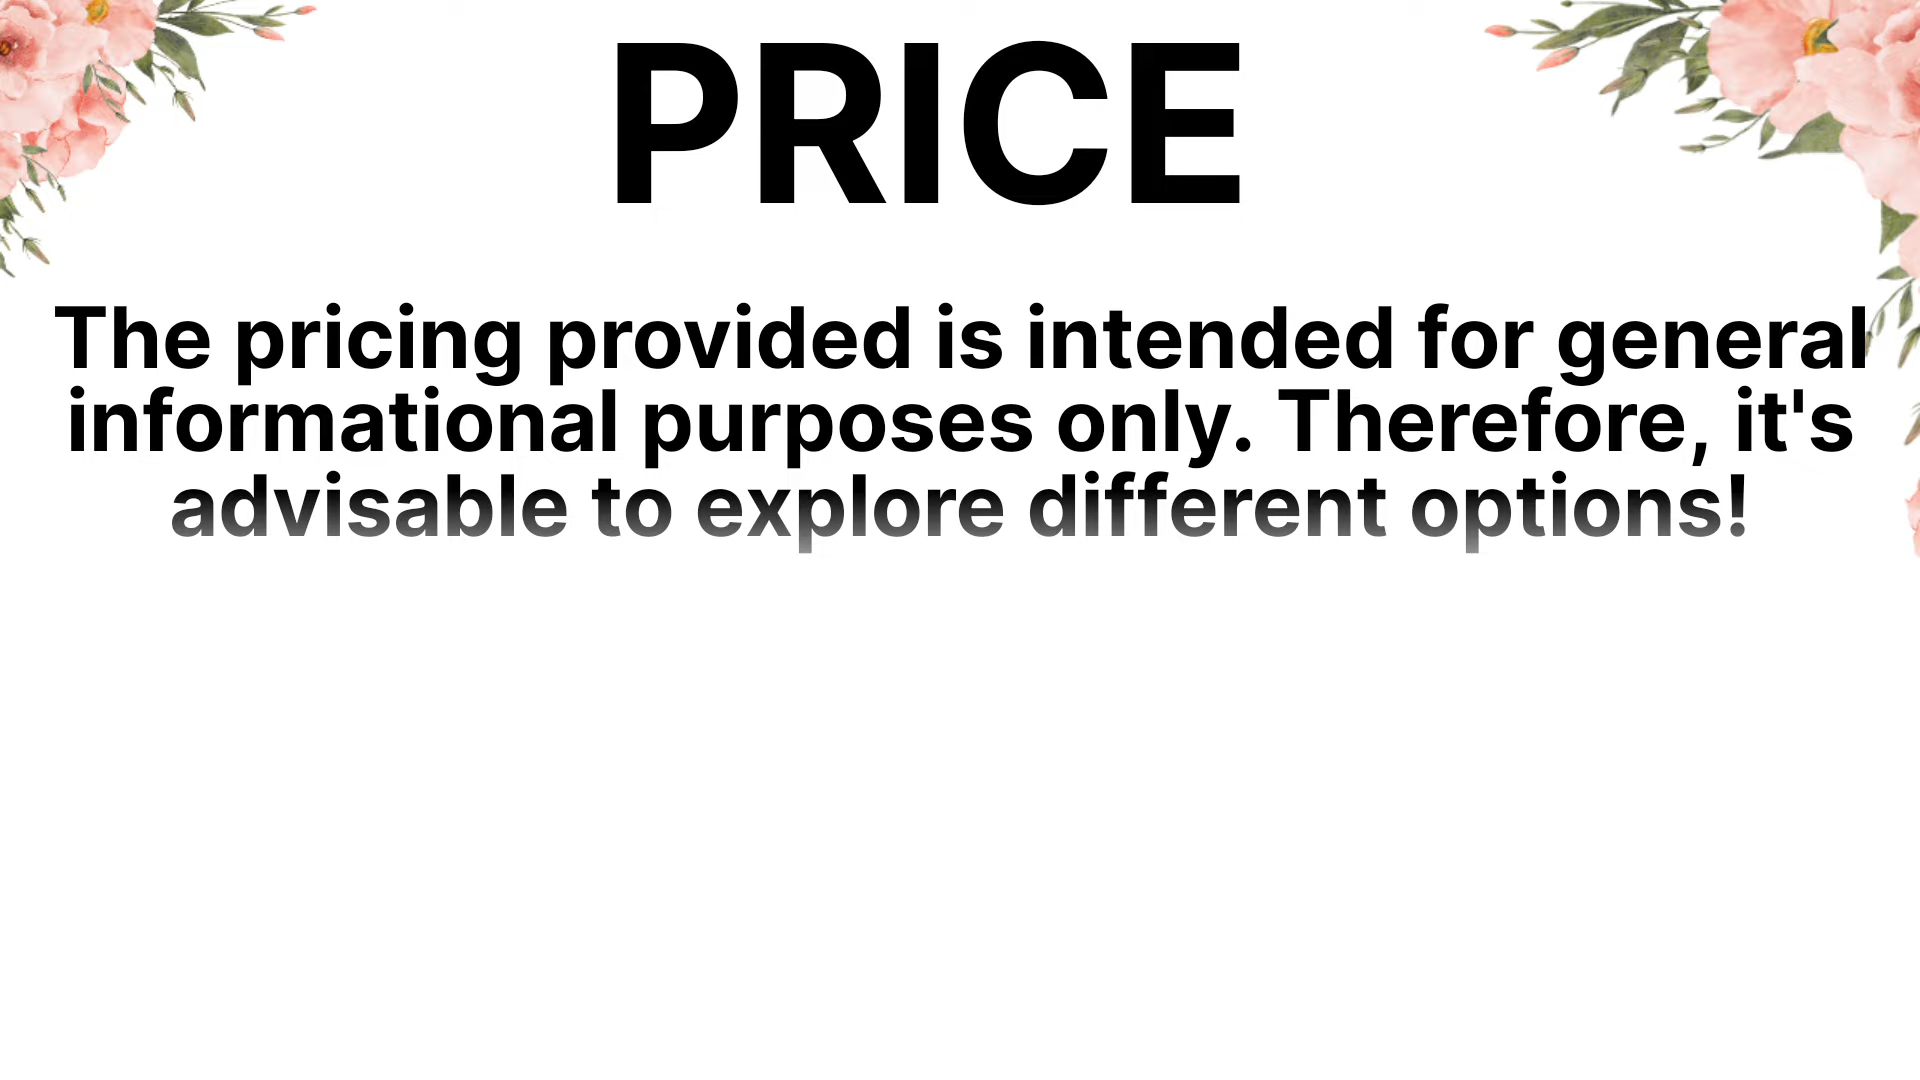 PRICE
The pricing provided is intended for general
informational purposes only. Therefore, it's
advisable to explore different options!